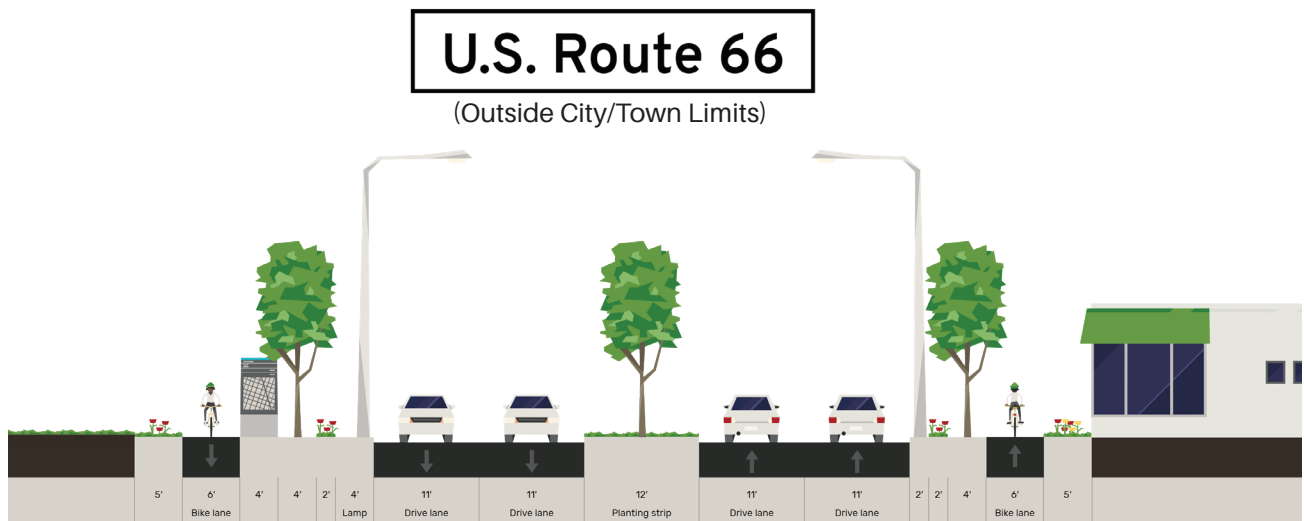 U.S. Route 66
(Outside City/Town Limits)
5' 6' 4' 4' 2' 4' 11' 11' 12' 11' 11' 2' 2' 4' 6' 5'
Bike lane Lamp Drive lane Drive lane Planting strip Drive lane Drive lane Bike lane